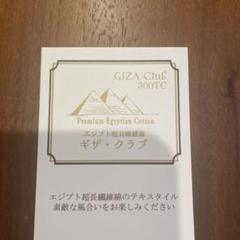 GIZA Club
300TC
Premium Egyptian Cotton
エジプト超長繊維綿
ギザ・クラブ
エジプト超長繊維綿のテキスタイル
素敵な風合いをお楽しみください